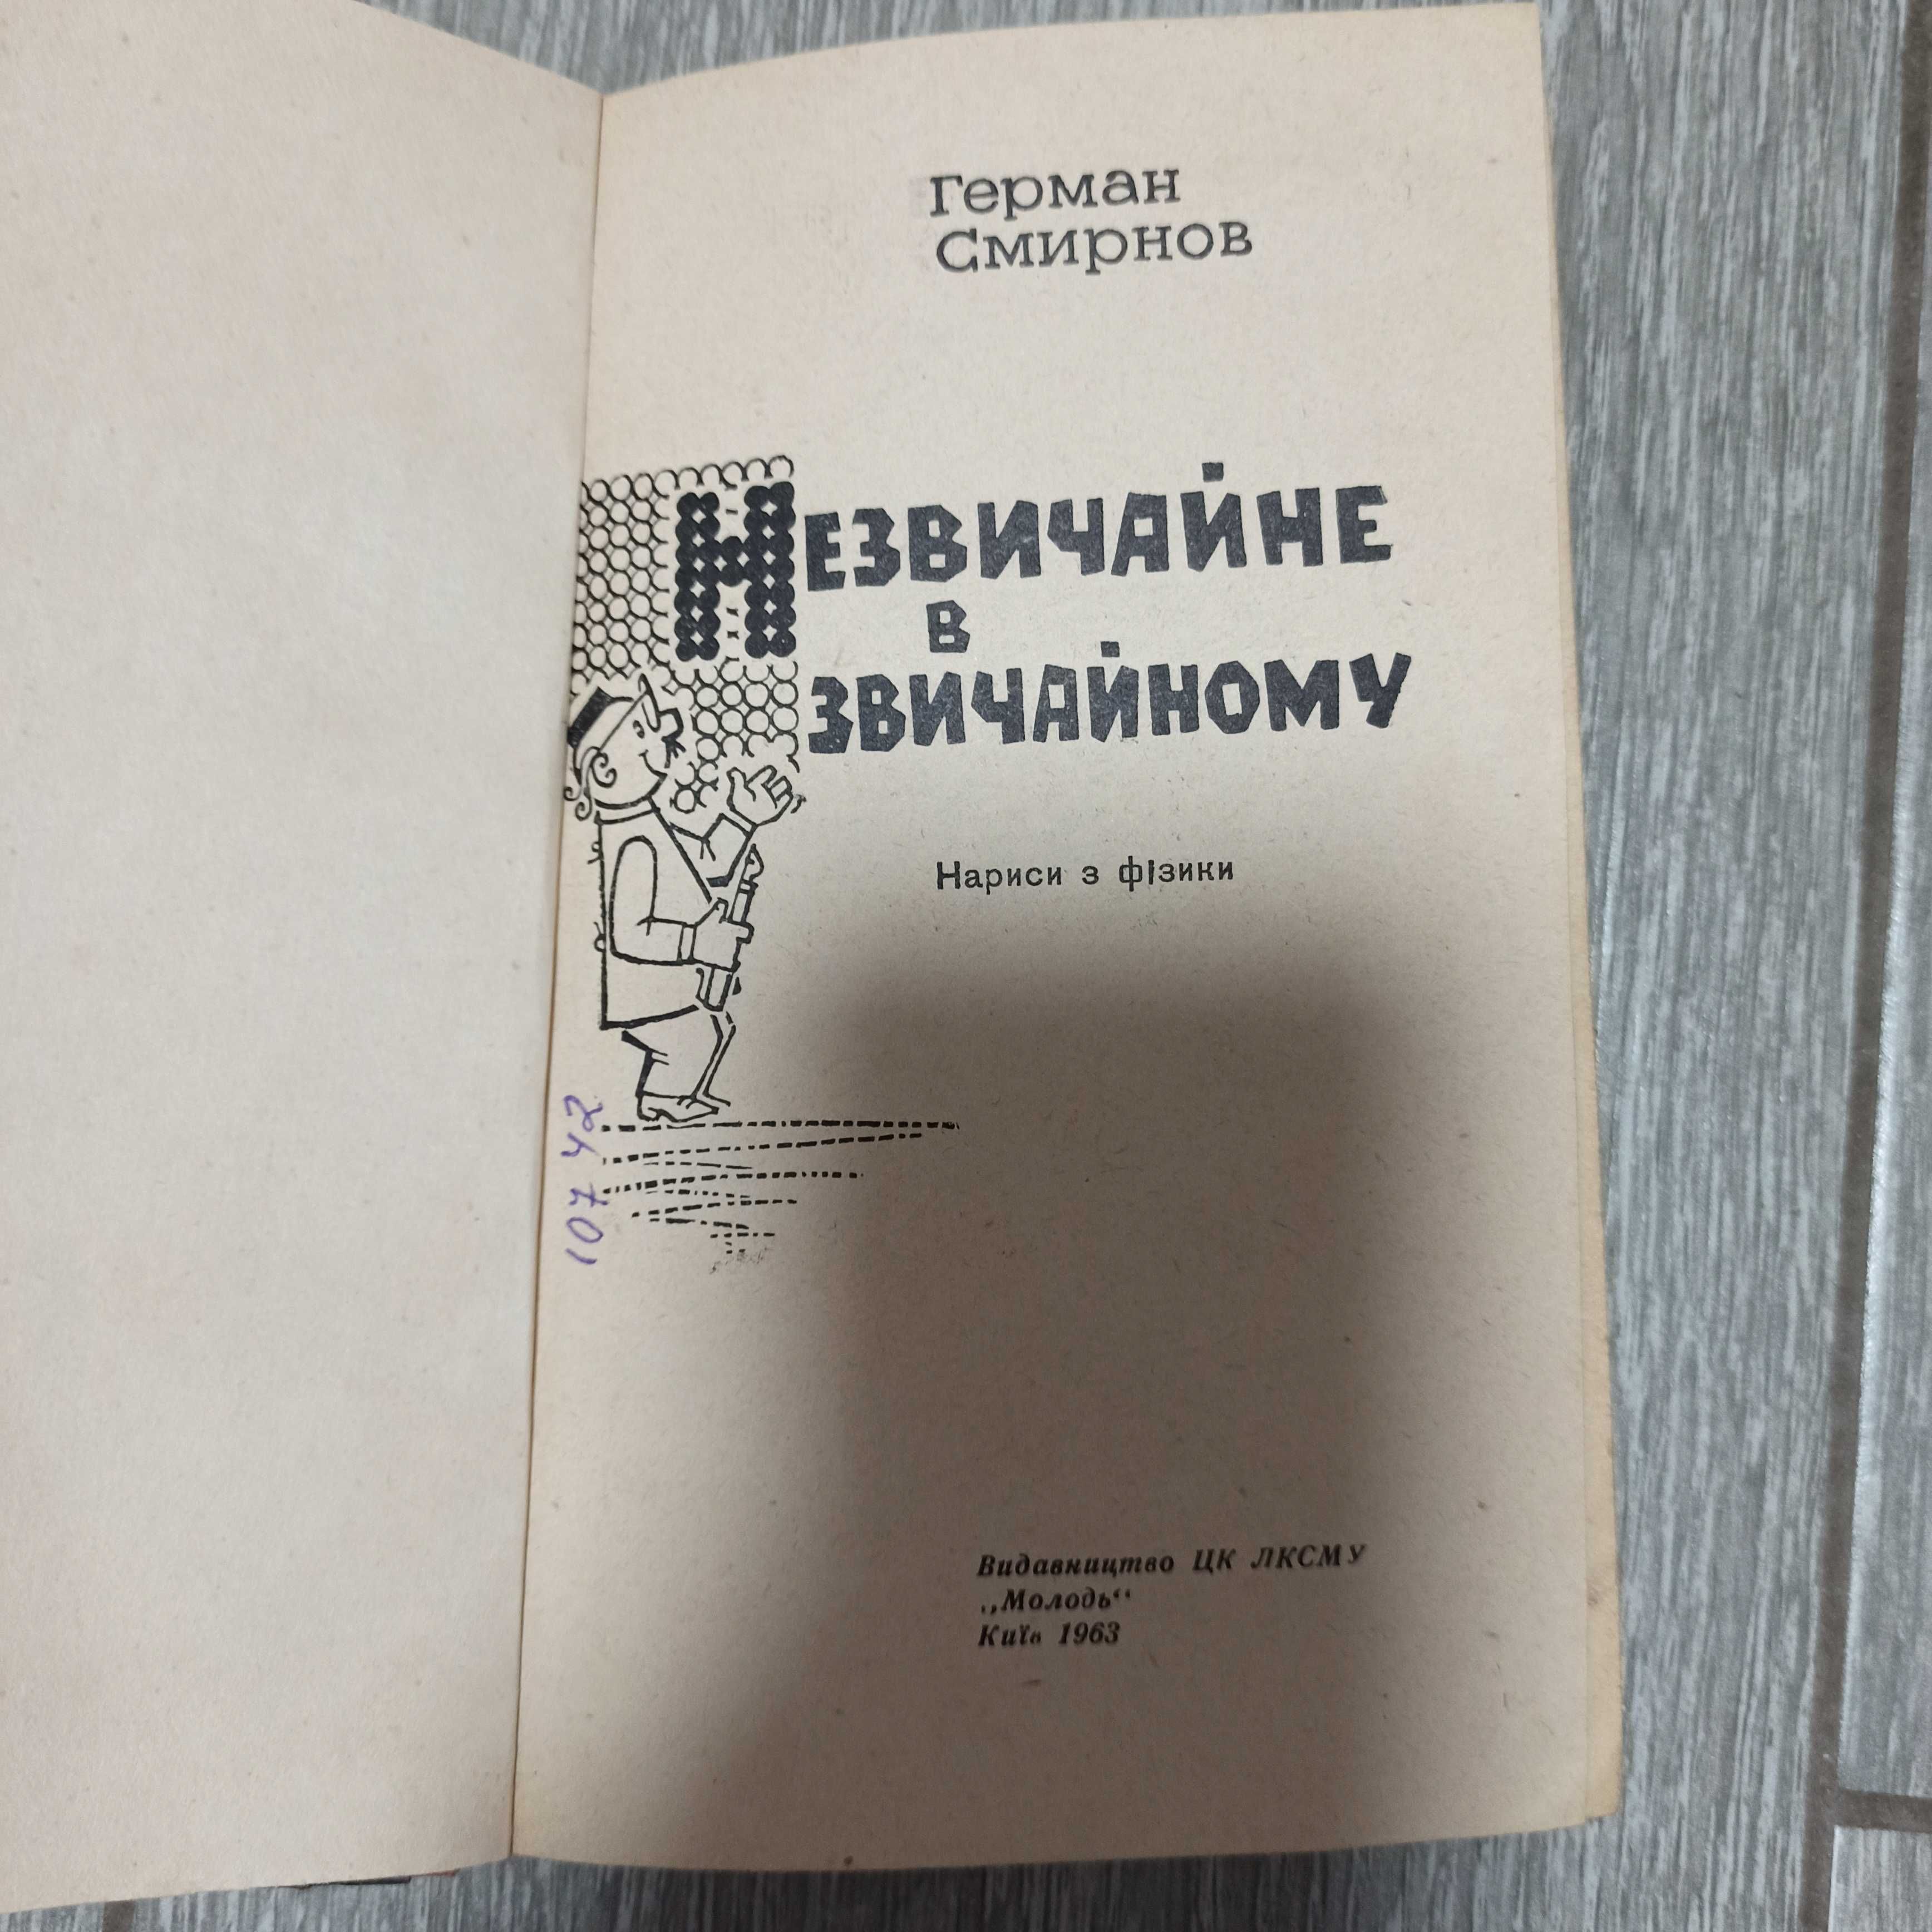 Герман
Смирнов
НЕЗВИЧАЙНЕ
В
ЗВИЧАЙНОМУ
Нариси з фізики
107 42
Видавництво ЦК ЛКСМУ
„Молодь“
Київ 1963